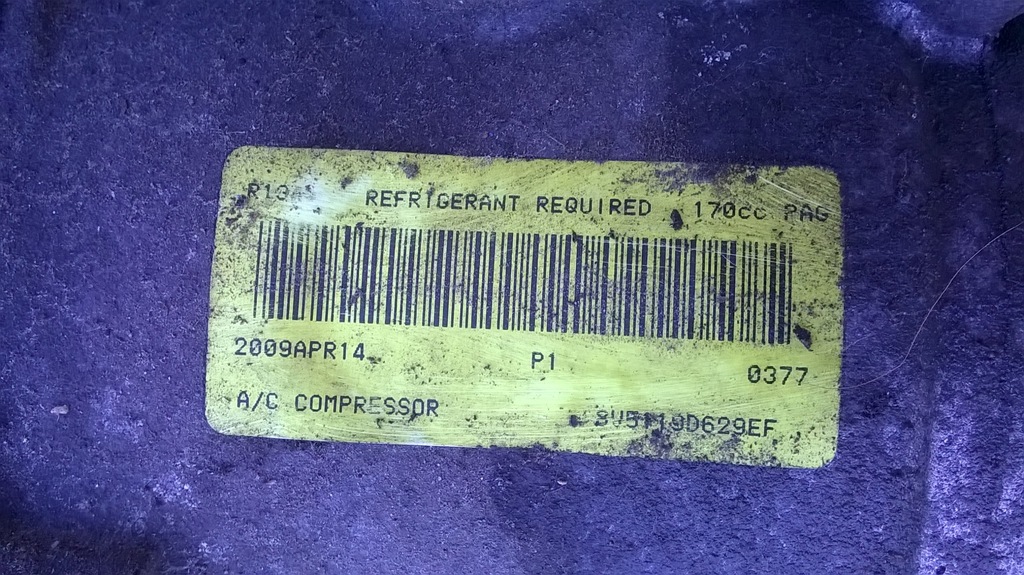 REFRIGERANT REQUIRED 170cc PAG
2009APR14 P1 0377
A/C COMPRESSOR